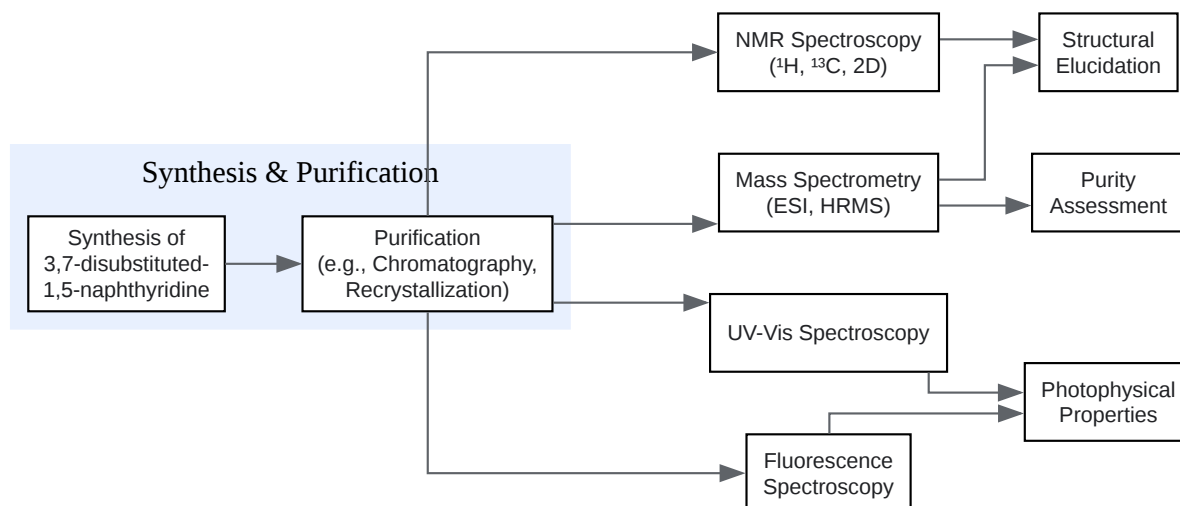 Synthesis & Purification
Synthesis of
3,7-disubstituted-
1,5-naphthyridine
Purification
(e.g., Chromatography,
Recrystallization)
NMR Spectroscopy
(¹H, ¹³C, 2D)
Structural
Elucidation
Mass Spectrometry
(ESI, HRMS)
Purity
Assessment
UV-Vis Spectroscopy
Photophysical
Properties
Fluorescence
Spectroscopy